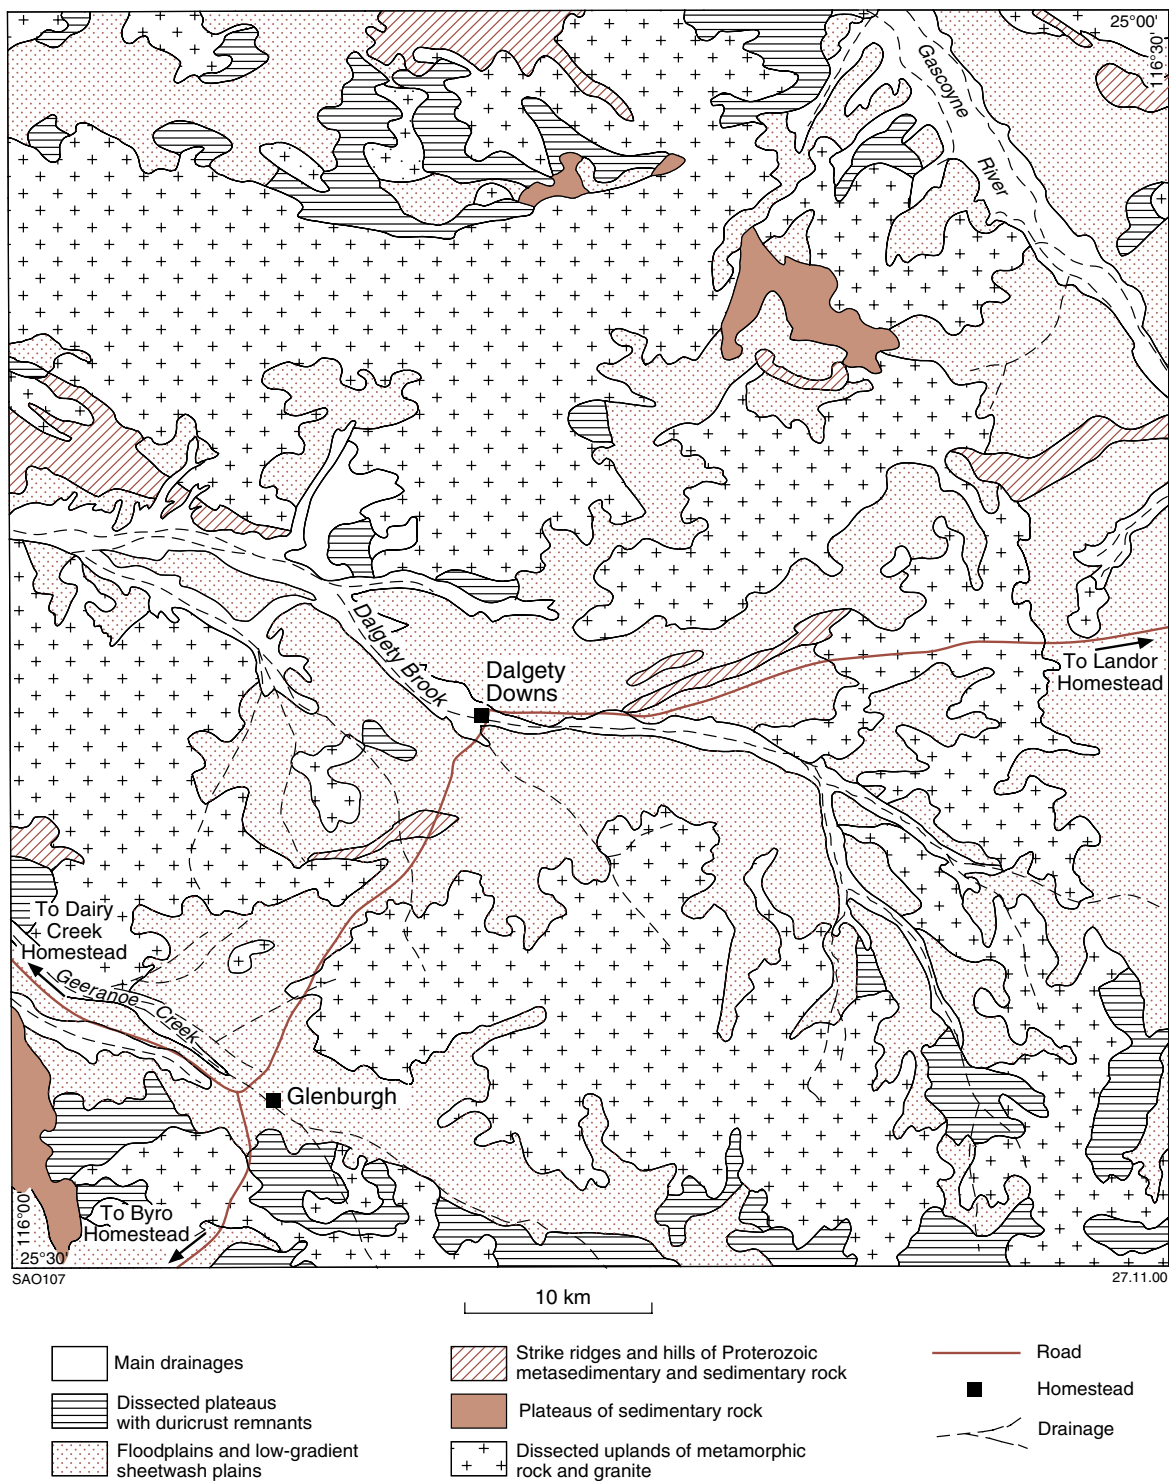 25°00'
116°30'
Gascoyne
River
Dalgety Brook
Dalgety
Downs
To Landor
Homestead
To Dairy
Creek
Homestead
Geeranoe Creek
Glenburgh
To Byro
Homestead
116°00'
25°30'
SAO107
27.11.00
10 km
Main drainages
Dissected plateaus
with duricrust remnants
Floodplains and low-gradient
sheetwash plains
Strike ridges and hills of Proterozoic
metasedimentary and sedimentary rock
Plateaus of sedimentary rock
Dissected uplands of metamorphic
rock and granite
Road
Homestead
Drainage